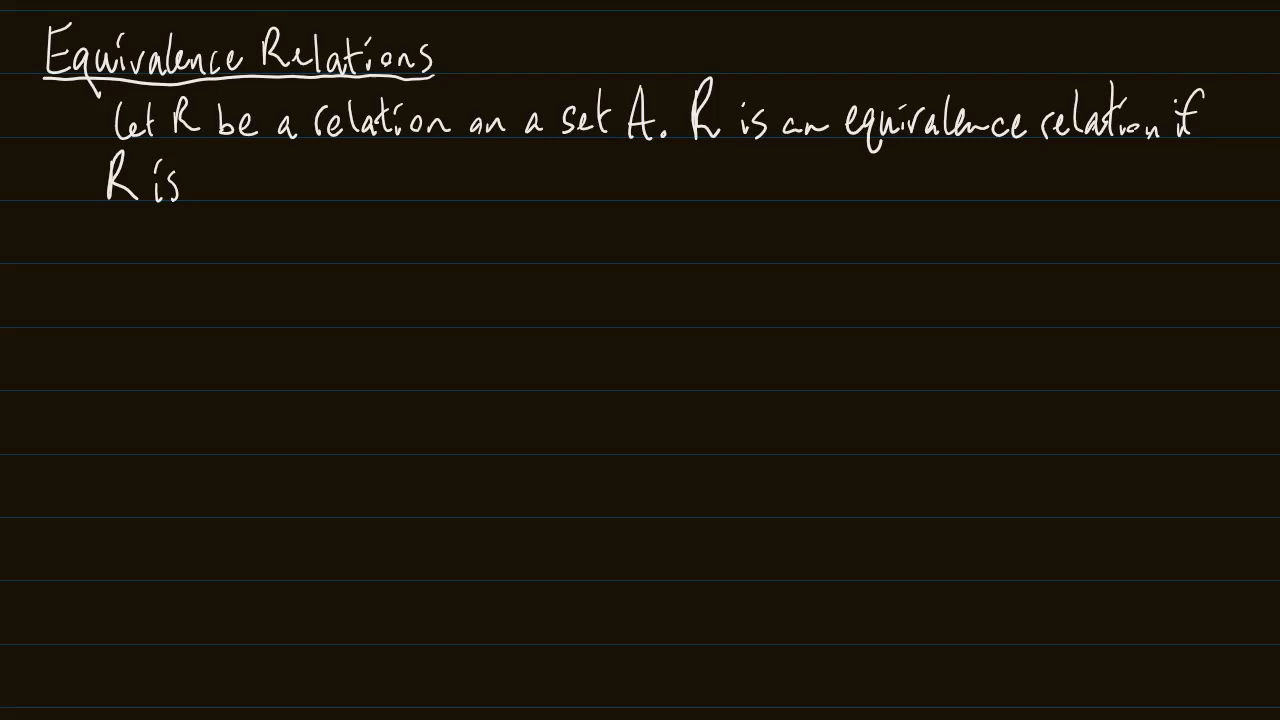 Equivalence Relations
Let R be a relation on a set A. R is an equivalence relation if
R is